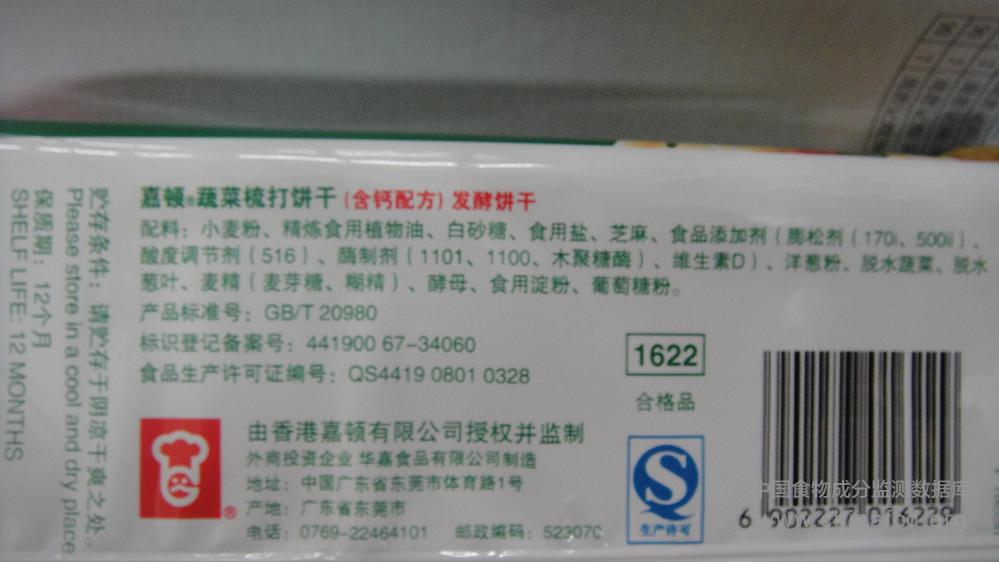 嘉顿®蔬菜梳打饼干(含钙配方)发酵饼干
配料：小麦粉、精炼食用植物油、白砂糖、食用盐、芝麻、食品添加剂（膨松剂（170i、500ii）、
酸度调节剂（516）、酶制剂（1101、1100、木聚糖酶）、维生素D）、洋葱粉、脱水蔬菜、脱水
葱叶、麦精（麦芽糖、糊精）、酵母、食用淀粉、葡萄糖粉。
产品标准号：GB/T 20980
标识登记备案号：441900 67-34060
食品生产许可证编号：QS4419 0801 0328
由香港嘉顿有限公司授权并监制
外商投资企业 华嘉食品有限公司制造
地址：中国广东省东莞市体育路1号
产地：广东省东莞市
电话：0769-22464101 邮政编码：523070
1622
合格品
生产许可
6 902227 016229
贮存条件：请贮存于阴凉干爽之处。
Please store in a cool and dry place
保质期：12个月
SHELF LIFE: 12 MONTHS
中国食物成分监测数据库